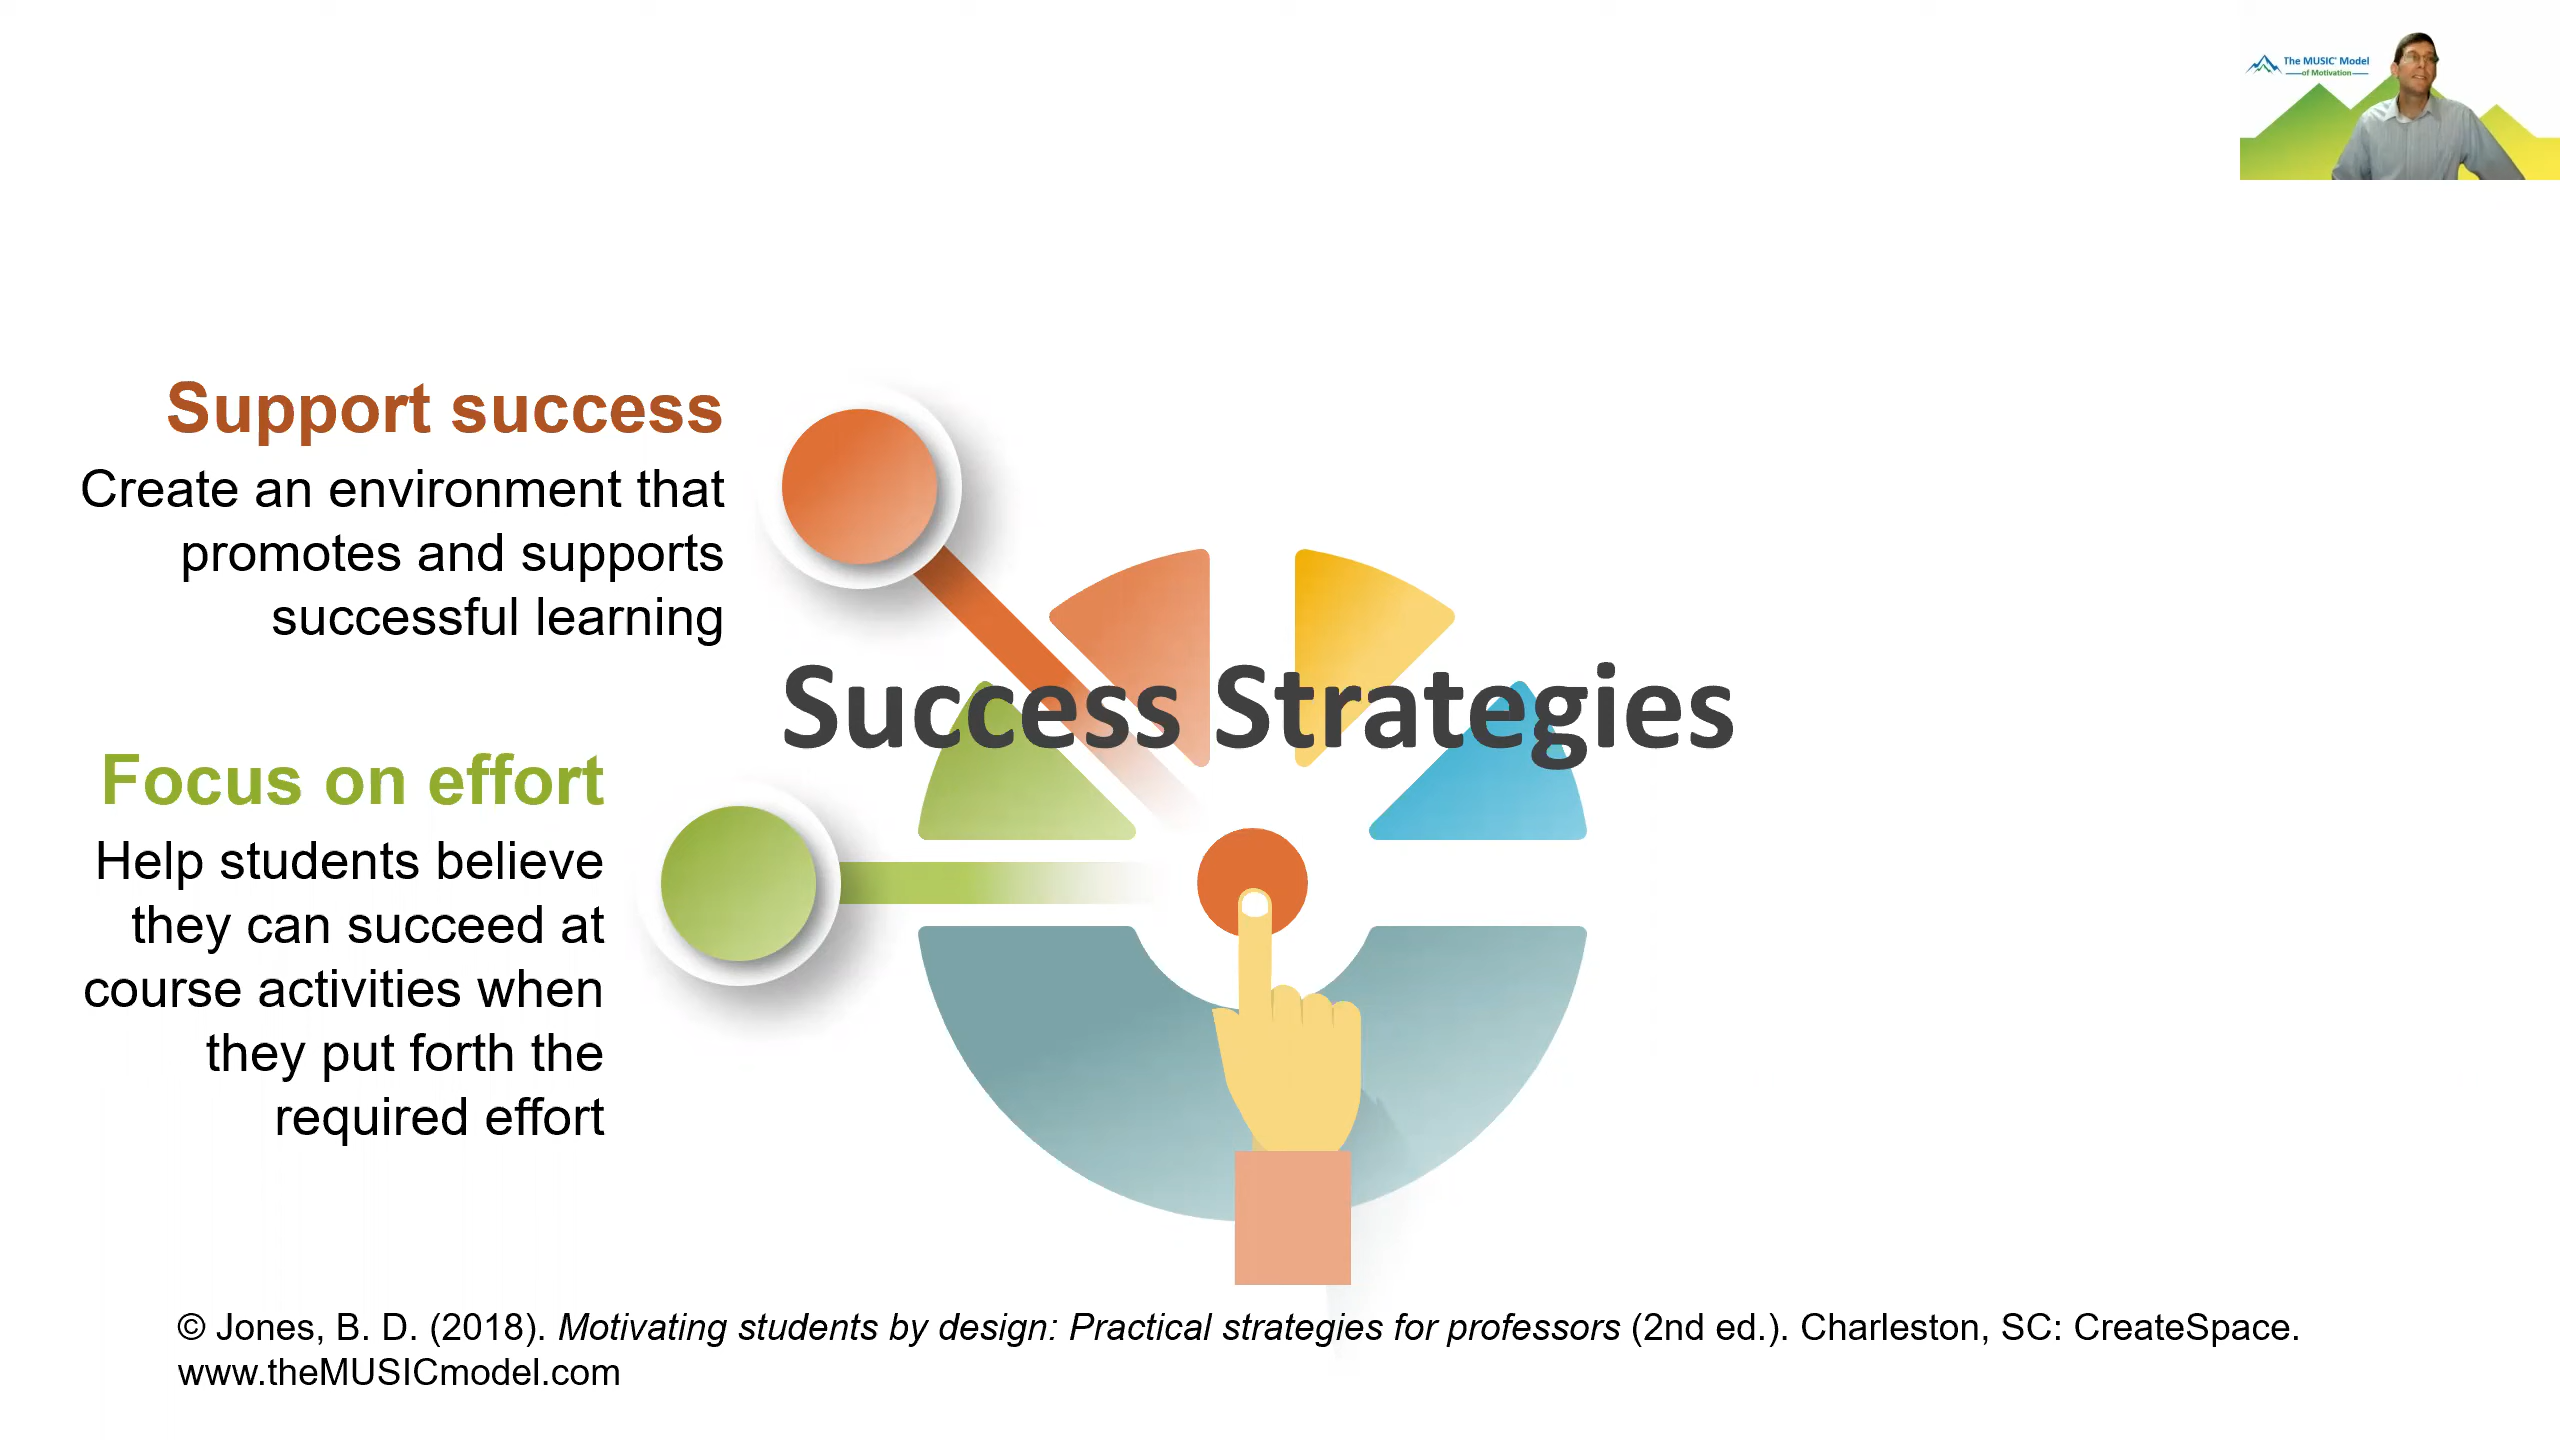 The MUSIC® Model
of Motivation
Support success
Create an environment that
promotes and supports
successful learning
Success Strategies
Focus on effort
Help students believe
they can succeed at
course activities when
they put forth the
required effort
© Jones, B. D. (2018). Motivating students by design: Practical strategies for professors (2nd ed.). Charleston, SC: CreateSpace.
www.theMUSICmodel.com